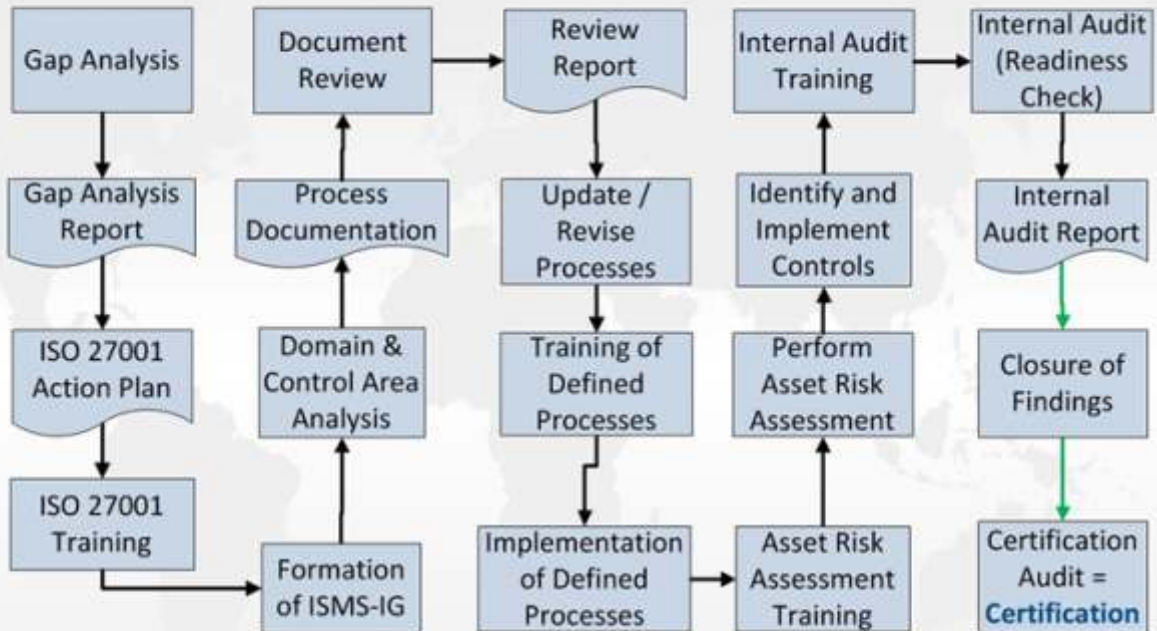 Gap Analysis
Gap Analysis
Report
ISO 27001
Action Plan
ISO 27001
Training
Formation
of ISMS-IG
Domain &
Control Area
Analysis
Process
Documentation
Document
Review
Review
Report
Update /
Revise
Processes
Training of
Defined
Processes
Implementation
of Defined
Processes
Asset Risk
Assessment
Training
Perform
Asset Risk
Assessment
Identify and
Implement
Controls
Internal Audit
Training
Internal Audit
(Readiness
Check)
Internal
Audit Report
Closure of
Findings
Certification
Audit =
Certification